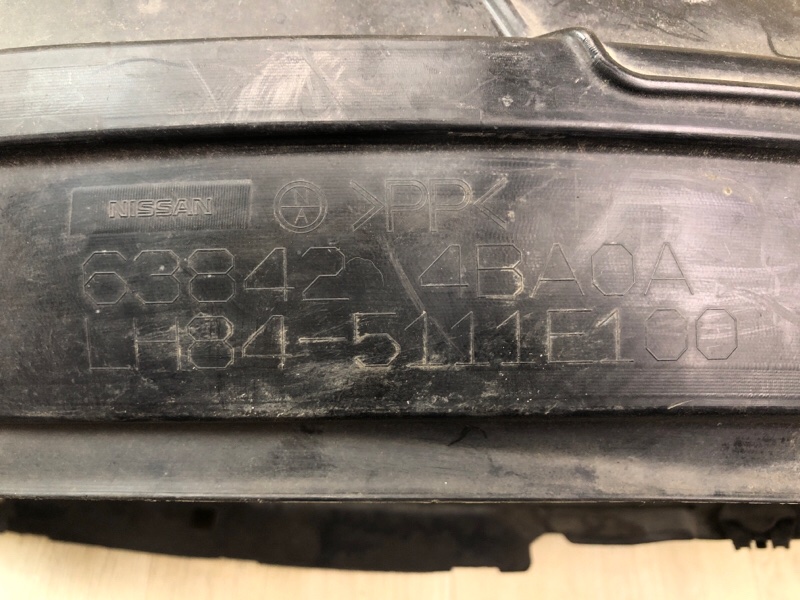 NISSAN A >PP<
63842 4BA0A
LH84-5111E100